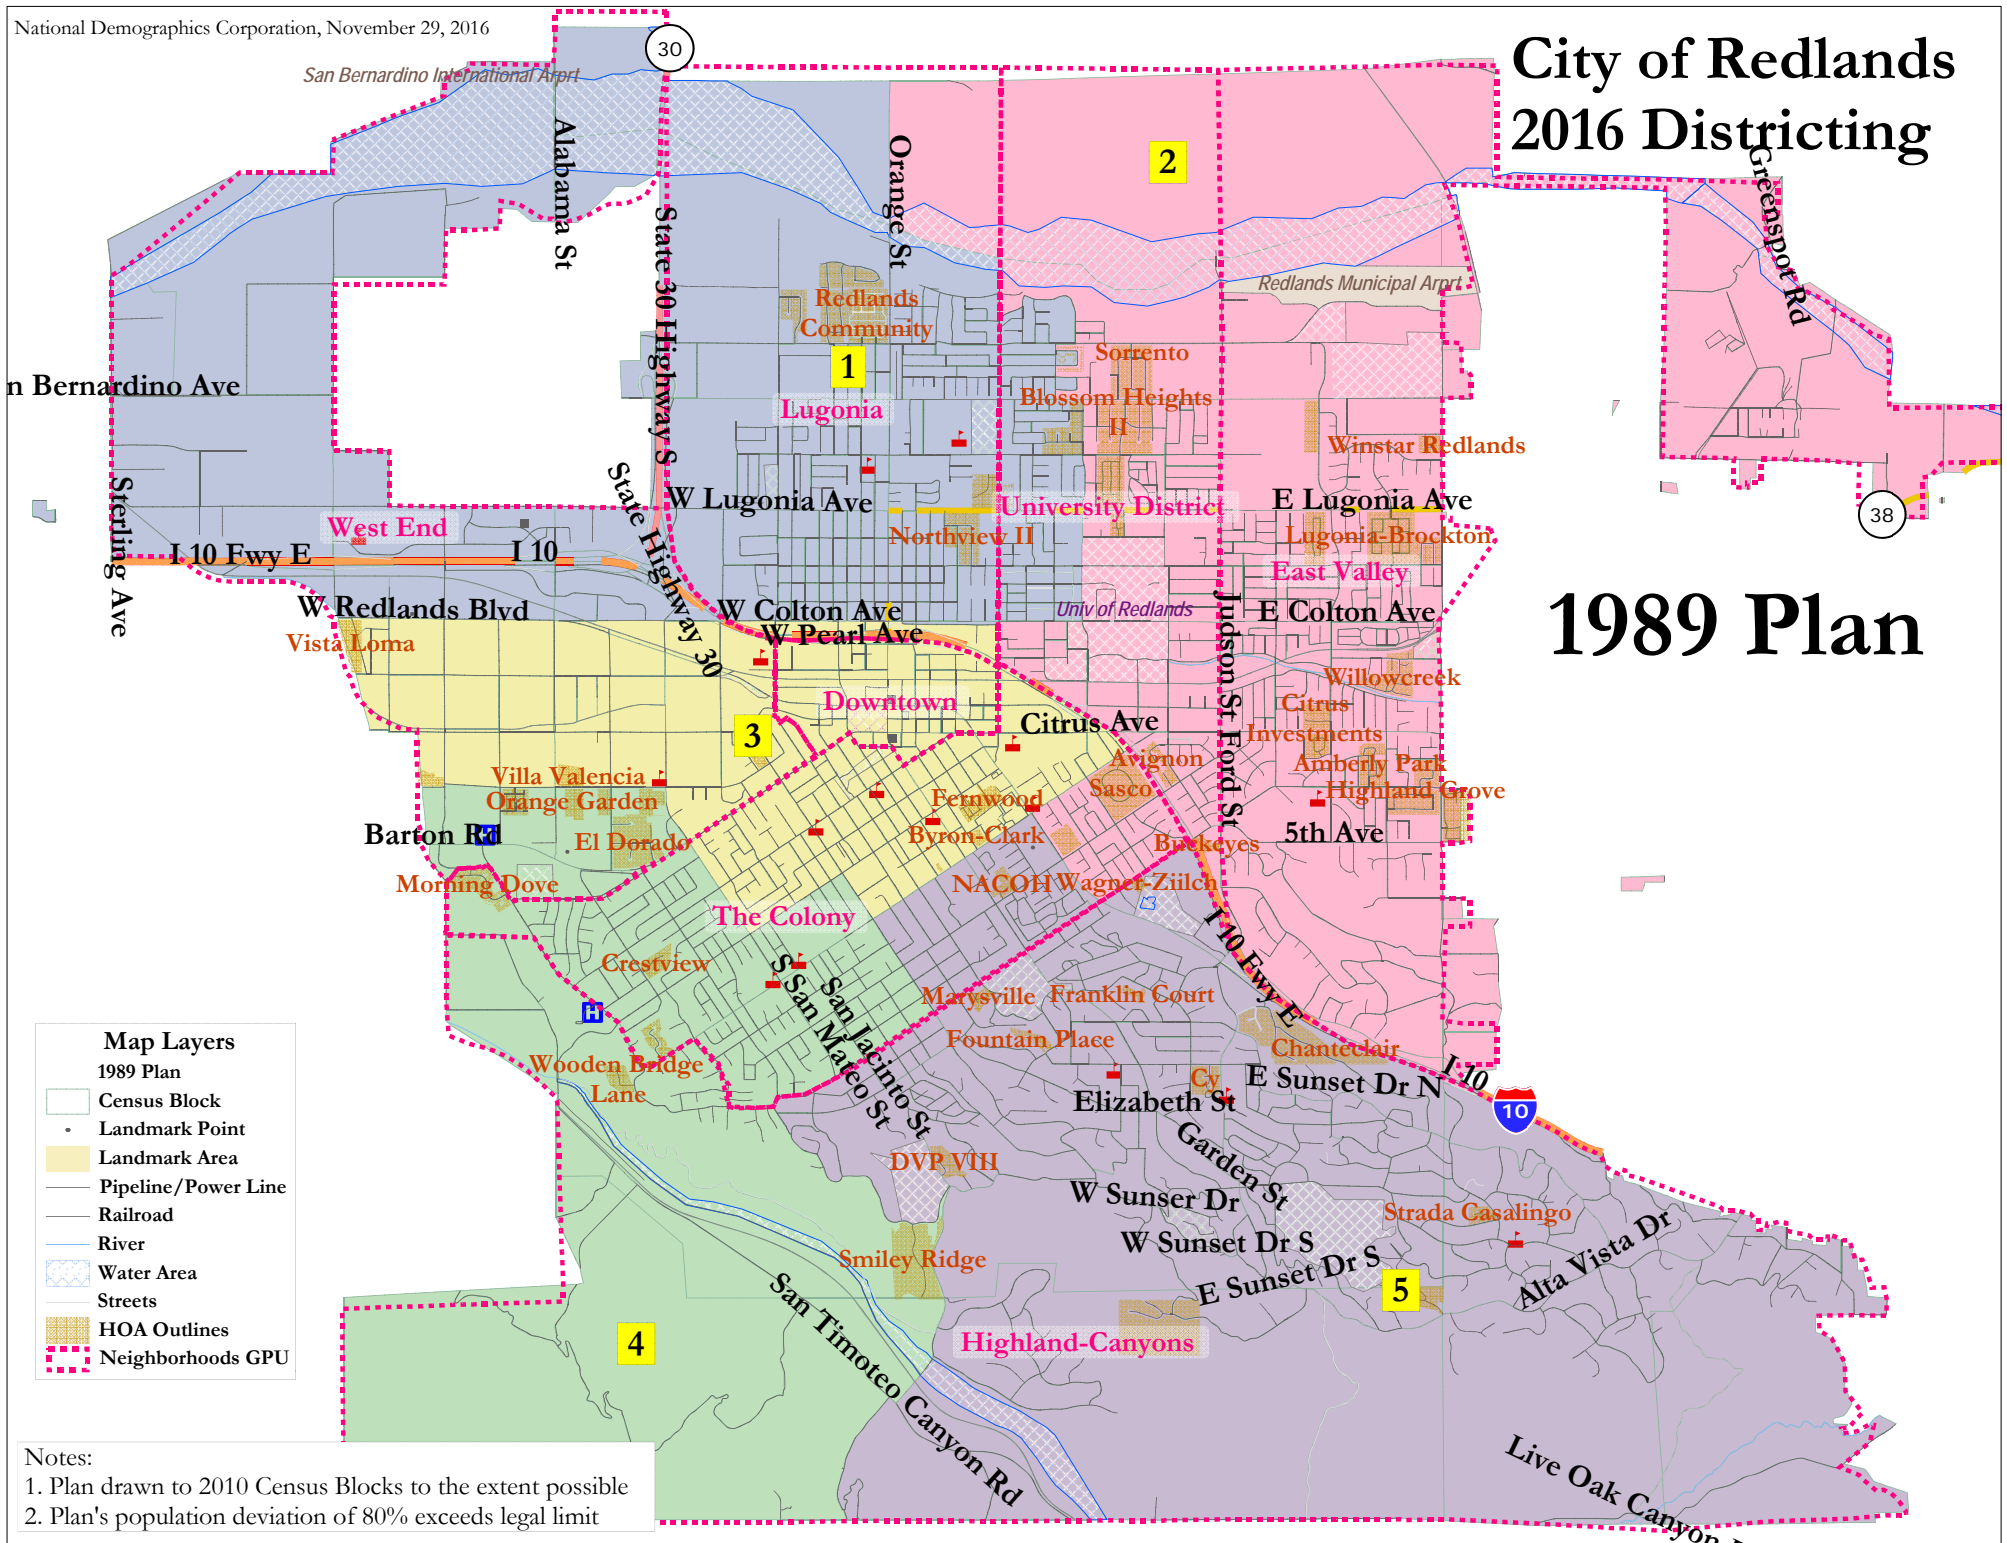 National Demographics Corporation, November 29, 2016
City of Redlands
2016 Districting
1989 Plan
30
San Bernardino International Arprt
Alabama St
Orange St
2
Greenspot Rd
State 30 Highway S
Redlands Municipal Arprt
Redlands
Community
1
Lugonia
Sorrento
Blossom Heights
II
Winstar Redlands
n Bernardino Ave
Sterling Ave
State Highway 30
W Lugonia Ave
University District
E Lugonia Ave
38
West End
Northview II
Lugonia-Brockton
I 10 Fwy E
I 10
East Valley
W Redlands Blvd
W Colton Ave
Univ of Redlands
E Colton Ave
W Pearl Ave
Vista Loma
Judson St
Willowcreek
Downtown
Citrus
Citrus Ave
Investments
3
Ford St
Avignon
Amberly Park
Villa Valencia
Sasco
Highland Grove
Orange Garden
Fernwood
Barton Rd
H
El Dorado
Byron-Clark
Buckeyes
5th Ave
Morning Dove
NACOH
Wagner-Ziilch
The Colony
I 10 Fwy E
Crestview
S San Mateo St
San Jacinto St
Marysville
Franklin Court
H
Fountain Place
Chanteclair
Wooden Bridge
Lane
Cy
E Sunset Dr N
I 10
10
Elizabeth St
Garden St
DVP VIII
W Sunser Dr
Strada Casalingo
W Sunset Dr S
Alta Vista Dr
Smiley Ridge
E Sunset Dr S
5
San Timoteo Canyon Rd
4
Highland-Canyons
Live Oak Canyon
Map Layers
1989 Plan
Census Block
Landmark Point
Landmark Area
Pipeline/Power Line
Railroad
River
Water Area
Streets
HOA Outlines
Neighborhoods GPU
Notes:
1. Plan drawn to 2010 Census Blocks to the extent possible
2. Plan's population deviation of 80% exceeds legal limit